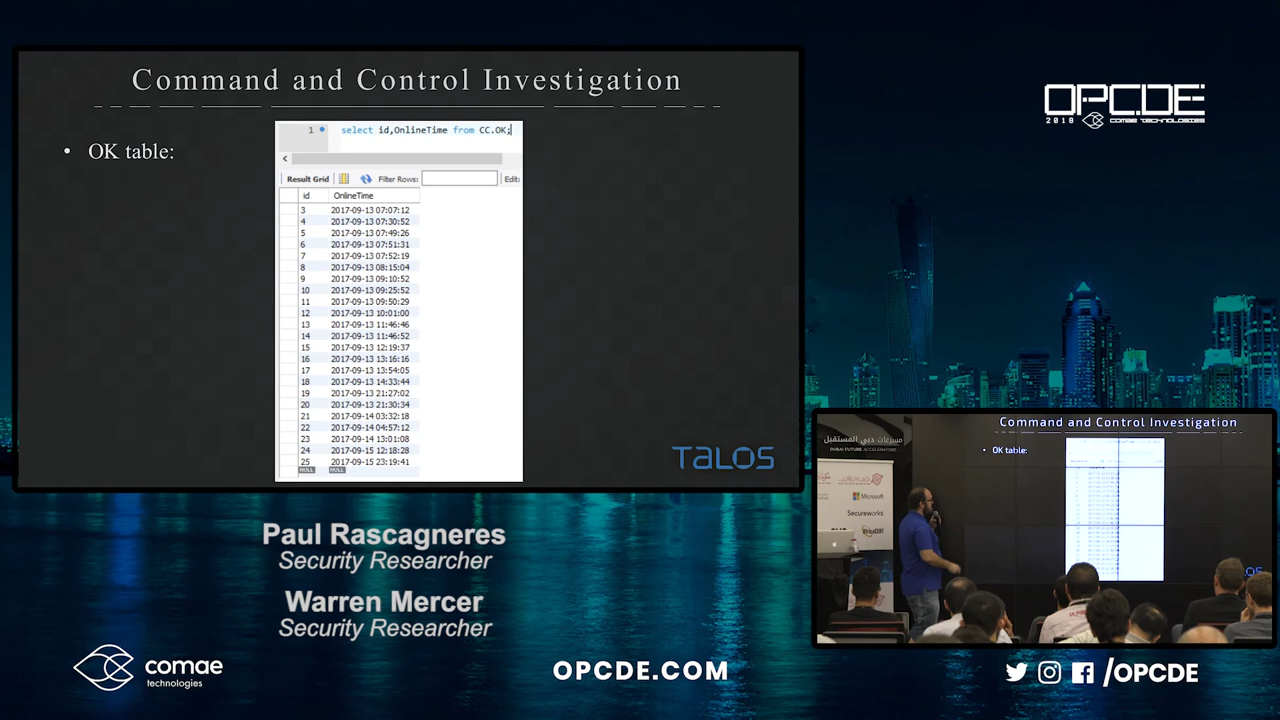 Command and Control Investigation
• OK table:
1 select id,OnlineTime from CC.OK;
Result Grid Filter Rows: Edit:
id OnlineTime
3 2017-09-13 07:07:12
4 2017-09-13 07:30:52
5 2017-09-13 07:49:26
6 2017-09-13 07:51:31
7 2017-09-13 07:52:19
8 2017-09-13 08:15:04
9 2017-09-13 09:10:52
10 2017-09-13 09:25:52
11 2017-09-13 09:50:29
12 2017-09-13 10:01:00
13 2017-09-13 11:46:46
14 2017-09-13 11:46:52
15 2017-09-13 12:19:37
16 2017-09-13 13:16:16
17 2017-09-13 13:54:05
18 2017-09-13 14:33:44
19 2017-09-13 21:27:02
20 2017-09-13 21:30:34
21 2017-09-14 03:32:18
22 2017-09-14 04:57:12
23 2017-09-14 13:01:08
24 2017-09-15 12:18:28
25 2017-09-15 23:19:41
NULL NULL
TALOS
OPCDE
2018 COMAE TECHNOLOGIES
Command and Control Investigation
• OK table:
مسرعات دبي المستقبل
DUBAI FUTURE ACCELERATORS
Microsoft
Secureworks
OS
Paul Rascagneres
Security Researcher
Warren Mercer
Security Researcher
comae
technologies
OPCDE.COM
/OPCDE